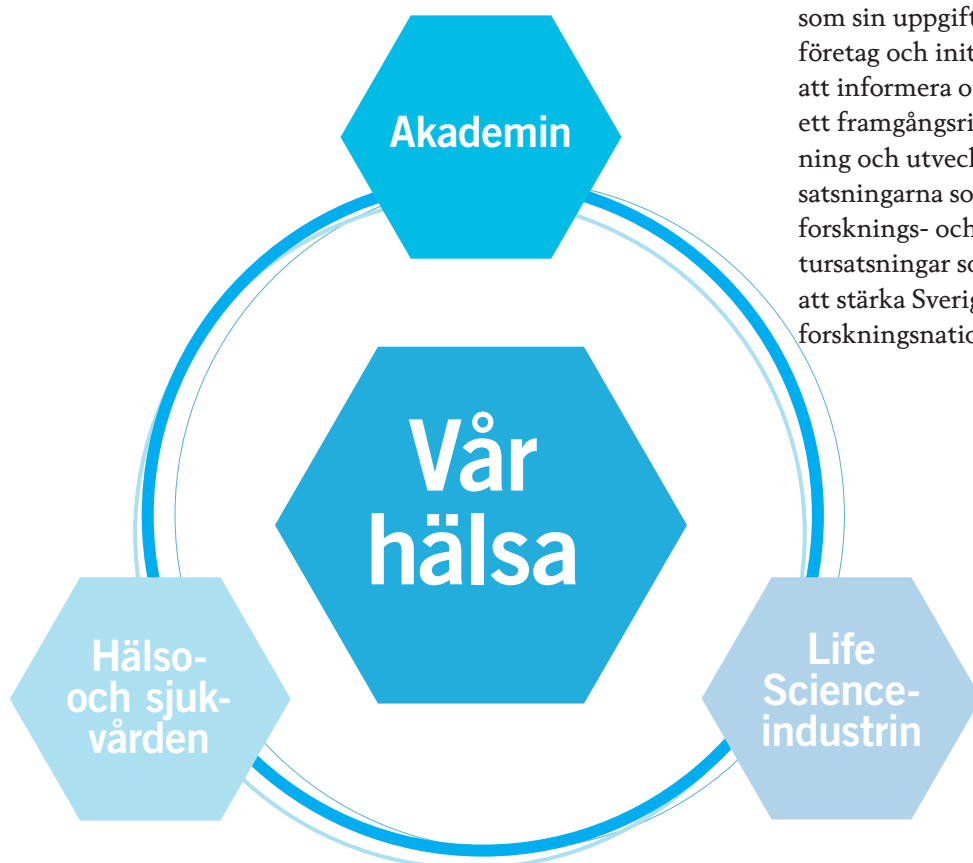 som sin uppgift
företag och init
att informera o
ett framgångsri
ning och utveck
satsningarna so
forsknings- och
tursatsningar so
att stärka Sverig
forskningsnatio
Akademin
Vår
hälsa
Hälso-
och sjuk-
vården
Life
Science-
industrin